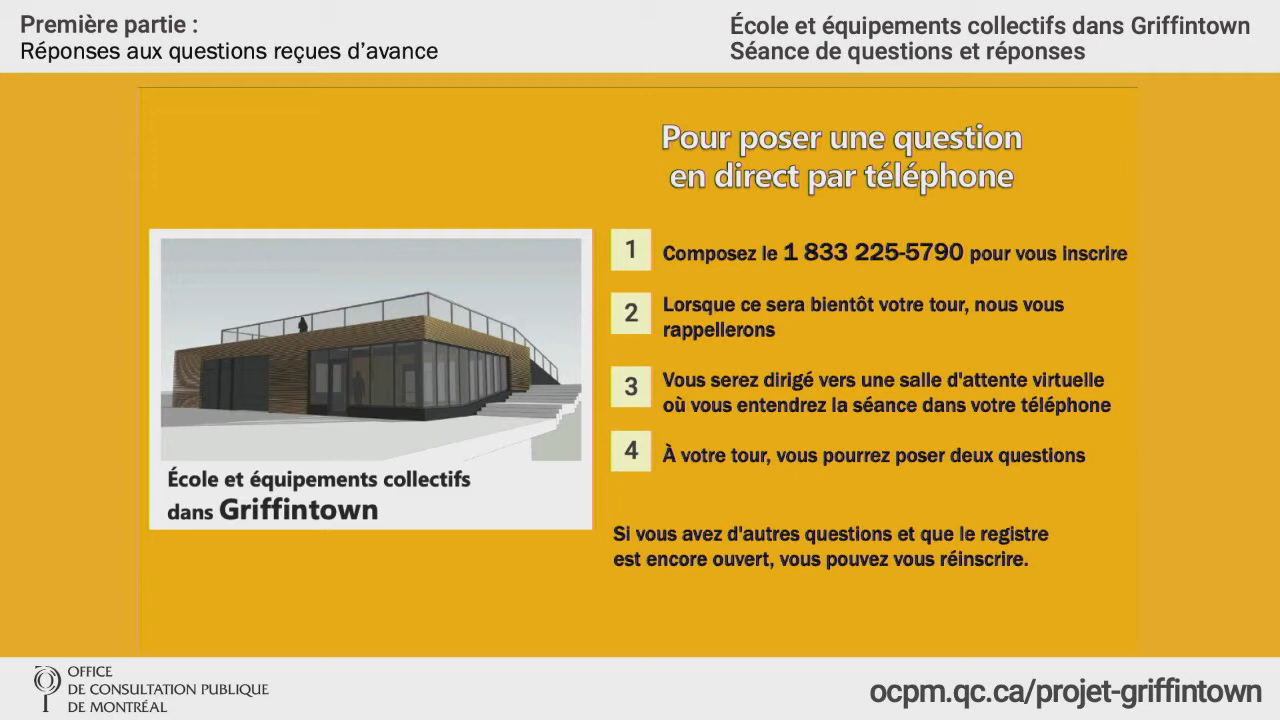 Première partie :
Réponses aux questions reçues d’avance
École et équipements collectifs dans Griffintown
Séance de questions et réponses
Pour poser une question
en direct par téléphone
1 Composez le 1 833 225-5790 pour vous inscrire
2 Lorsque ce sera bientôt votre tour, nous vous
rappellerons
3 Vous serez dirigé vers une salle d'attente virtuelle
où vous entendrez la séance dans votre téléphone
4 À votre tour, vous pourrez poser deux questions
Si vous avez d'autres questions et que le registre
est encore ouvert, vous pouvez vous réinscrire.
École et équipements collectifs
dans Griffintown
OFFICE
DE CONSULTATION PUBLIQUE
DE MONTRÉAL
ocpm.qc.ca/projet-griffintown